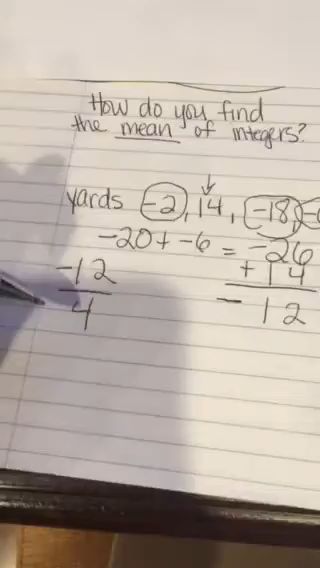 How do you find
the mean of integers?
yards -2, 14, -18,
-20 + -6 = -26
+14
-12
-12
4